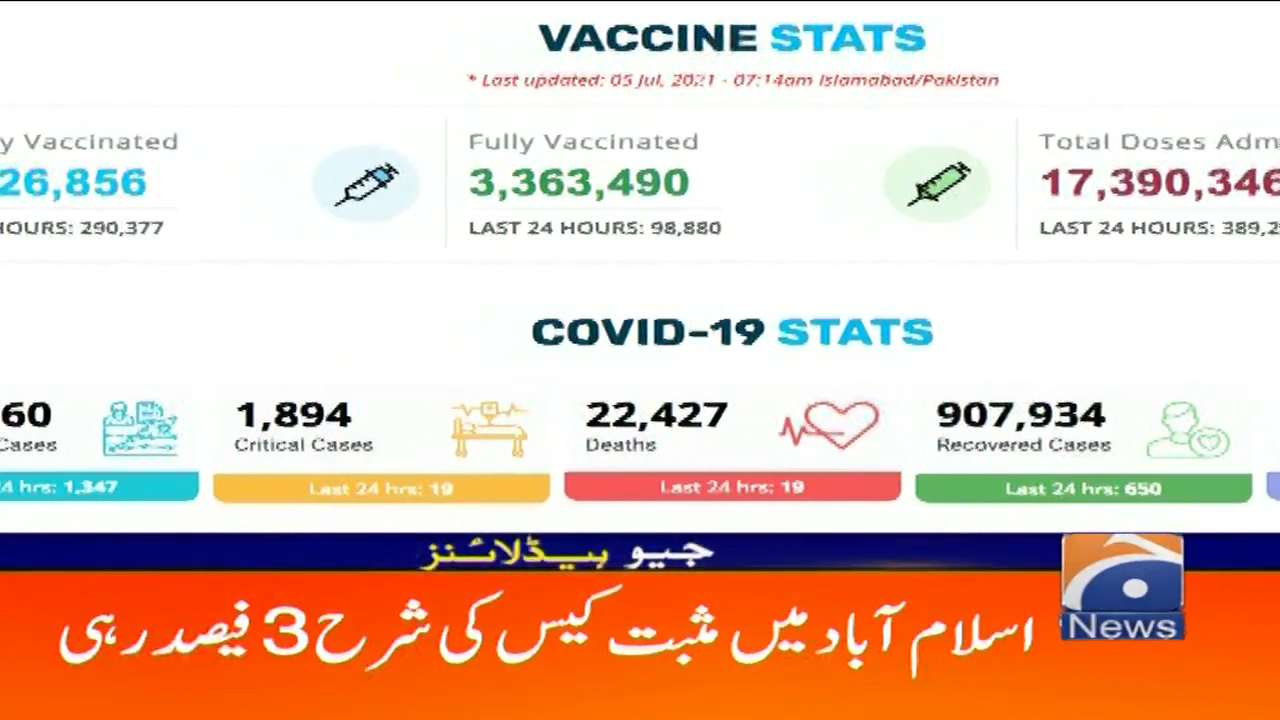 VACCINE STATS
* Last updated: 05 Jul, 2021 - 07:14am Islamabad/Pakistan
y Vaccinated
26,856
HOURS: 290,377
Fully Vaccinated
3,363,490
LAST 24 HOURS: 98,880
Total Doses Adm
17,390,346
LAST 24 HOURS: 389,2
COVID-19 STATS
60
Cases
4 hrs: 1,347
1,894
Critical Cases
Last 24 hrs: 19
22,427
Deaths
Last 24 hrs: 19
907,934
Recovered Cases
Last 24 hrs: 650
جیو ہیڈلائنز
اسلام آباد میں مثبت کیس کی شرح 3 فیصد رہی
News